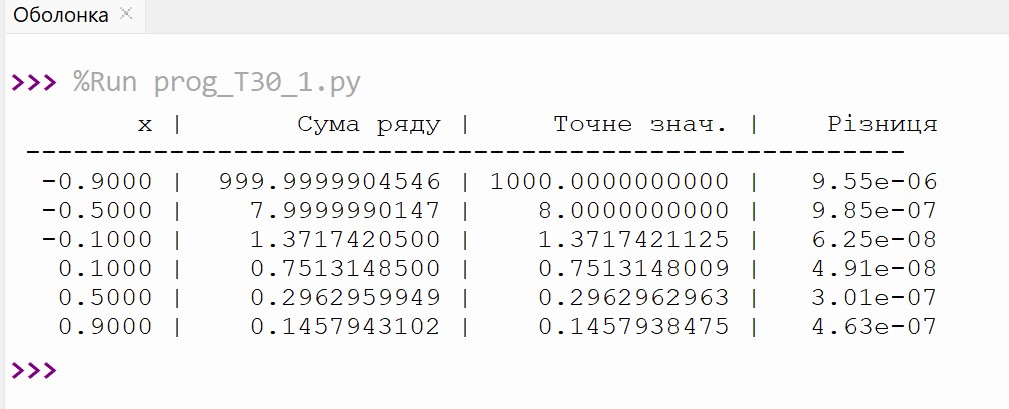 Оболонка ×
>>> %Run prog_T30_1.py
x | Сума ряду | Точне знач. | Різниця
--------------------------------------------------------
-0.9000 | 999.9999904546 | 1000.0000000000 | 9.55e-06
-0.5000 | 7.9999990147 | 8.0000000000 | 9.85e-07
-0.1000 | 1.3717420500 | 1.3717421125 | 6.25e-08
0.1000 | 0.7513148500 | 0.7513148009 | 4.91e-08
0.5000 | 0.2962959949 | 0.2962962963 | 3.01e-07
0.9000 | 0.1457943102 | 0.1457938475 | 4.63e-07
>>>